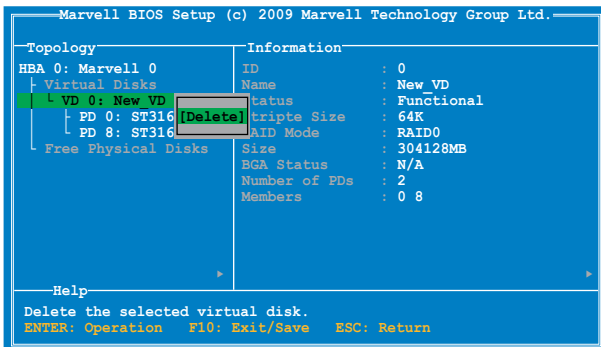 Marvell BIOS Setup (c) 2009 Marvell Technology Group Ltd.
Topology
HBA 0: Marvell 0
Virtual Disks
VD 0: New_VD
PD 0: ST316
PD 8: ST316
Free Physical Disks
[Delete]
Information
ID : 0
Name : New_VD
tatus : Functional
tripte Size : 64K
AID Mode : RAID0
Size : 304128MB
BGA Status : N/A
Number of PDs : 2
Members : 0 8
Help
Delete the selected virtual disk.
ENTER: Operation F10: Exit/Save ESC: Return